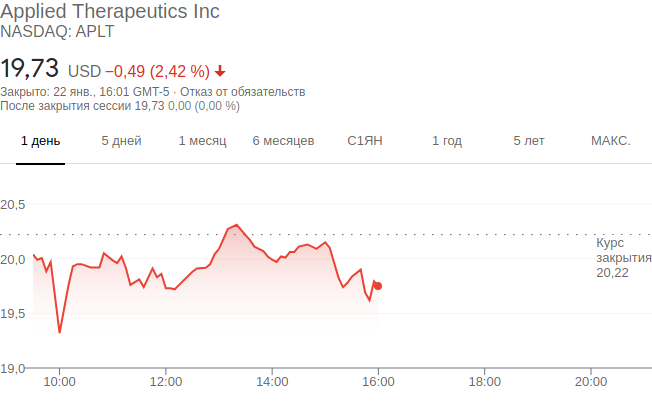 Applied Therapeutics Inc
NASDAQ: APLT
19,73 USD −0,49 (2,42 %)
Закрыто: 22 янв., 16:01 GMT-5 · Отказ от обязательств
После закрытия сессии 19,73 0,00 (0,00 %)
1 день 5 дней 1 месяц 6 месяцев С1ЯН 1 год 5 лет МАКС.
20,5
Курс
закрытия
20,22
20,0
19,5
19,0
10:00 12:00 14:00 16:00 18:00 20:00